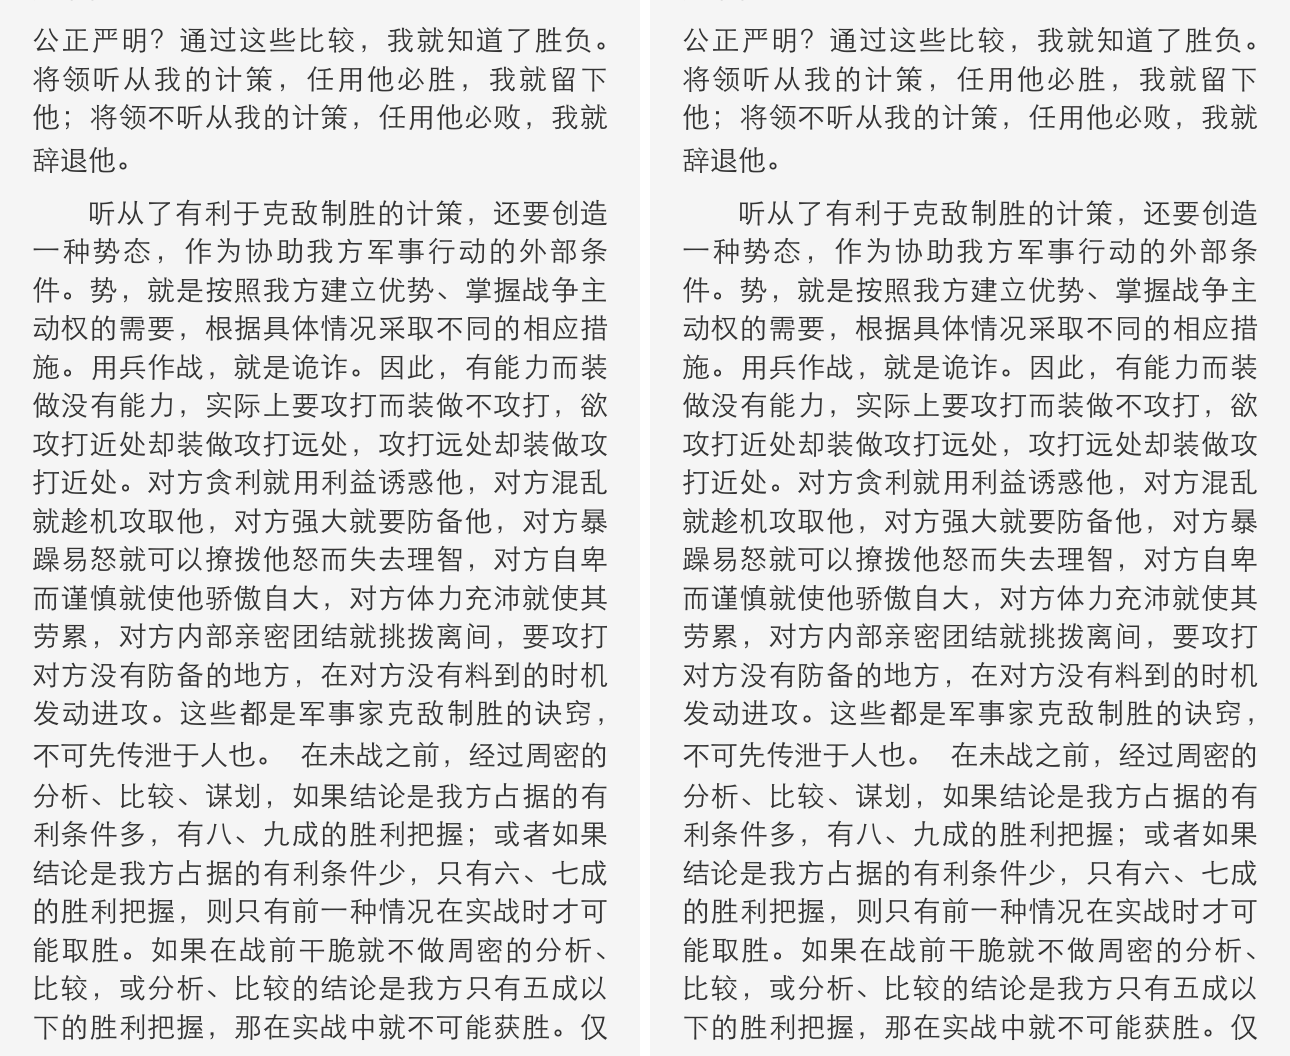 公正严明？通过这些比较，我就知道了胜负。
将领听从我的计策，任用他必胜，我就留下
他；将领不听从我的计策，任用他必败，我就
辞退他。
听从了有利于克敌制胜的计策，还要创造
一种势态，作为协助我方军事行动的外部条
件。势，就是按照我方建立优势、掌握战争主
动权的需要，根据具体情况采取不同的相应措
施。用兵作战，就是诡诈。因此，有能力而装
做没有能力，实际上要攻打而装做不攻打，欲
攻打近处却装做攻打远处，攻打远处却装做攻
打近处。对方贪利就用利益诱惑他，对方混乱
就趁机攻取他，对方强大就要防备他，对方暴
躁易怒就可以撩拨他怒而失去理智，对方自卑
而谨慎就使他骄傲自大，对方体力充沛就使其
劳累，对方内部亲密团结就挑拨离间，要攻打
对方没有防备的地方，在对方没有料到的时机
发动进攻。这些都是军事家克敌制胜的诀窍，
不可先传泄于人也。 在未战之前，经过周密的
分析、比较、谋划，如果结论是我方占据的有
利条件多，有八、九成的胜利把握；或者如果
结论是我方占据的有利条件少，只有六、七成
的胜利把握，则只有前一种情况在实战时才可
能取胜。如果在战前干脆就不做周密的分析、
比较，或分析、比较的结论是我方只有五成以
下的胜利把握，那在实战中就不可能获胜。仅
公正严明？通过这些比较，我就知道了胜负。
将领听从我的计策，任用他必胜，我就留下
他；将领不听从我的计策，任用他必败，我就
辞退他。
听从了有利于克敌制胜的计策，还要创造
一种势态，作为协助我方军事行动的外部条
件。势，就是按照我方建立优势、掌握战争主
动权的需要，根据具体情况采取不同的相应措
施。用兵作战，就是诡诈。因此，有能力而装
做没有能力，实际上要攻打而装做不攻打，欲
攻打近处却装做攻打远处，攻打远处却装做攻
打近处。对方贪利就用利益诱惑他，对方混乱
就趁机攻取他，对方强大就要防备他，对方暴
躁易怒就可以撩拨他怒而失去理智，对方自卑
而谨慎就使他骄傲自大，对方体力充沛就使其
劳累，对方内部亲密团结就挑拨离间，要攻打
对方没有防备的地方，在对方没有料到的时机
发动进攻。这些都是军事家克敌制胜的诀窍，
不可先传泄于人也。 在未战之前，经过周密的
分析、比较、谋划，如果结论是我方占据的有
利条件多，有八、九成的胜利把握；或者如果
结论是我方占据的有利条件少，只有六、七成
的胜利把握，则只有前一种情况在实战时才可
能取胜。如果在战前干脆就不做周密的分析、
比较，或分析、比较的结论是我方只有五成以
下的胜利把握，那在实战中就不可能获胜。仅